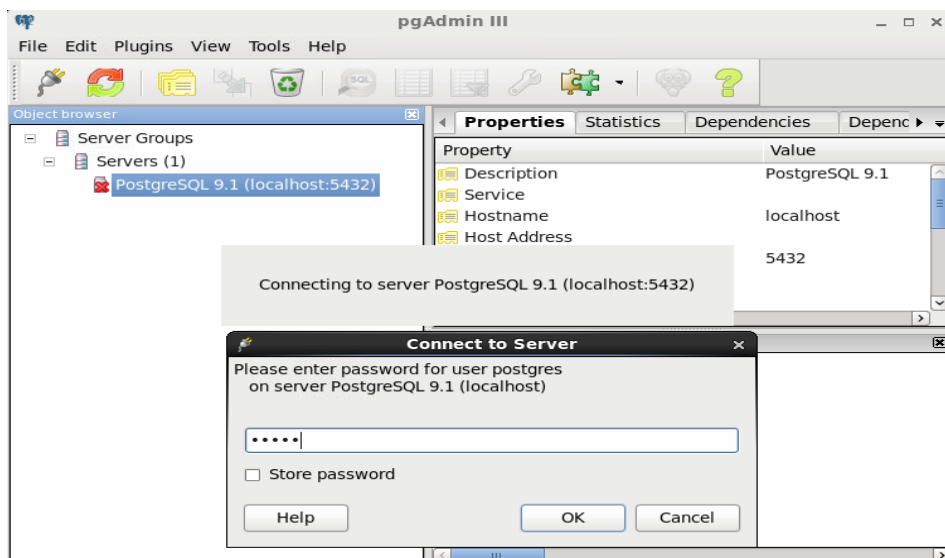 pgAdmin III
File Edit Plugins View Tools Help
SQL
Object browser
Server Groups
Servers (1)
PostgreSQL 9.1 (localhost:5432)
Properties Statistics Dependencies Depenc
Property Value
Description PostgreSQL 9.1
Service
Hostname localhost
Host Address
5432
Connecting to server PostgreSQL 9.1 (localhost:5432)
Connect to Server
Please enter password for user postgres
on server PostgreSQL 9.1 (localhost)
•••••
Store password
Help OK Cancel